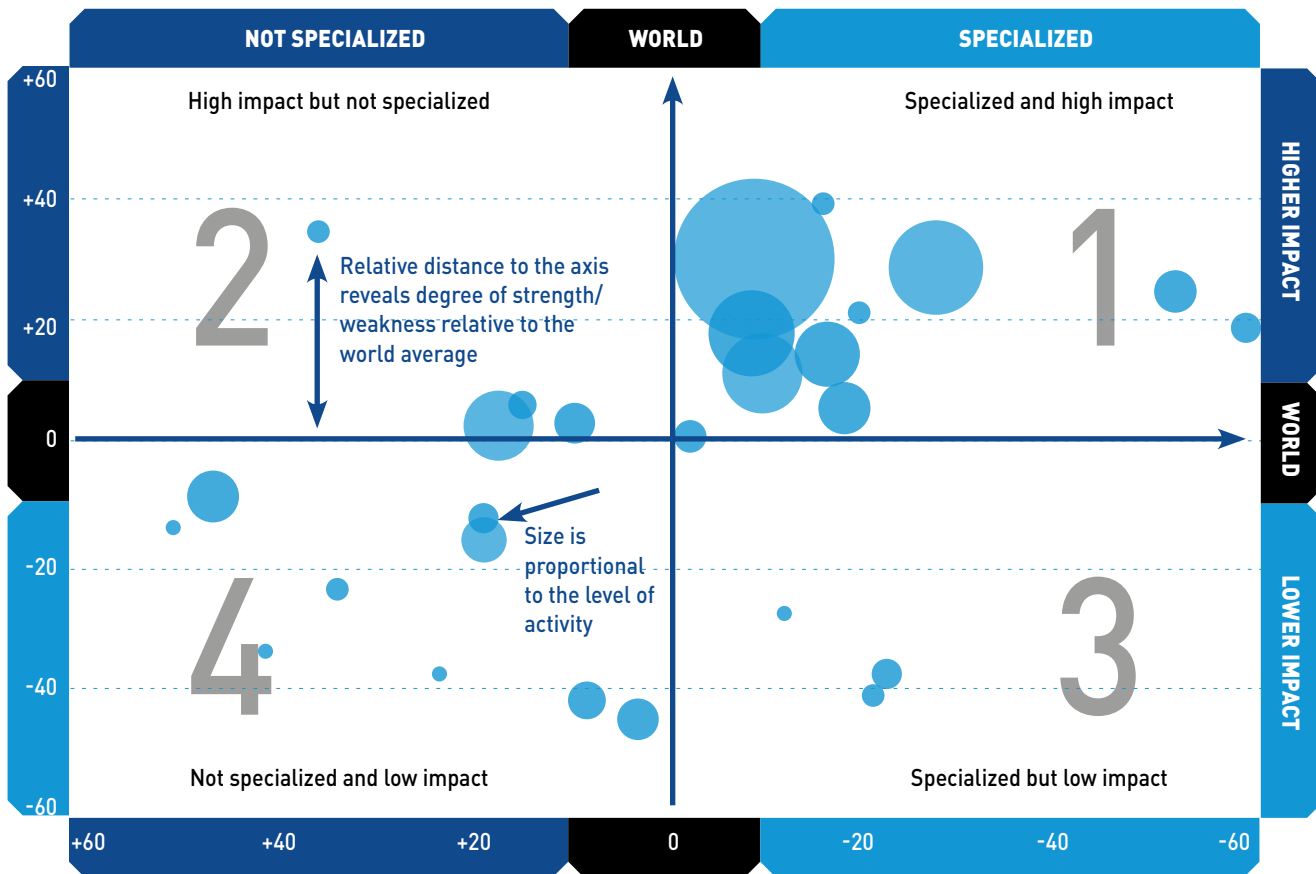 NOT SPECIALIZED
WORLD
SPECIALIZED
+60
High impact but not specialized
Specialized and high impact
HIGHER IMPACT
+40
2
1
Relative distance to the axis
reveals degree of strength/
weakness relative to the
world average
+20
0
WORLD
Size is
proportional
to the level of
activity
-20
4
3
LOWER IMPACT
-40
Not specialized and low impact
Specialized but low impact
-60
+60
+40
+20
0
-20
-40
-60